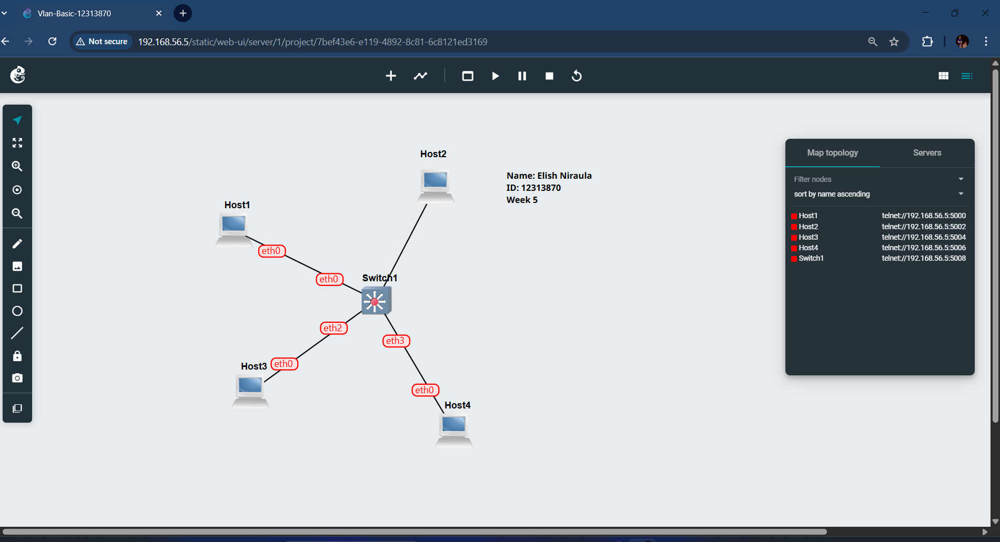 Vlan-Basic-12313870
Not secure
192.168.56.5/static/web-ui/server/1/project/7bef43e6-e119-4892-8c81-6c8121ed3169
Host2
Name: Elish Niraula
ID: 12313870
Week 5
Host1
eth0
eth0
Switch1
eth2
eth3
Host3
eth0
eth0
Host4
Map topology
Servers
Filter nodes
sort by name ascending
Host1 telnet://192.168.56.5:5000
Host2 telnet://192.168.56.5:5002
Host3 telnet://192.168.56.5:5004
Host4 telnet://192.168.56.5:5006
Switch1 telnet://192.168.56.5:5008